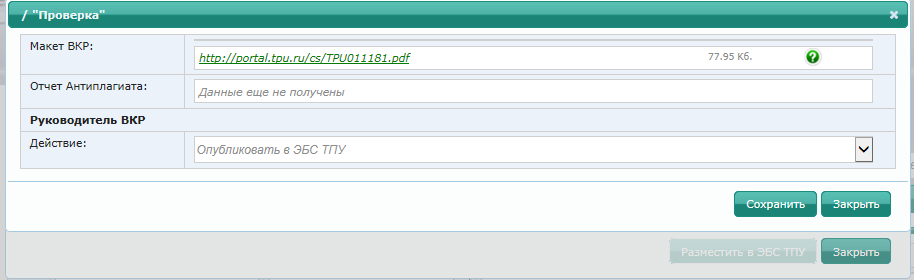 / "Проверка"
Макет ВКР:
http://portal.tpu.ru/cs/TPU011181.pdf 77.95 Кб.
Отчет Антиплагиата: Данные еще не получены
Руководитель ВКР
Действие: Опубликовать в ЭБС ТПУ
Сохранить Закрыть
Разместить в ЭБС ТПУ Закрыть